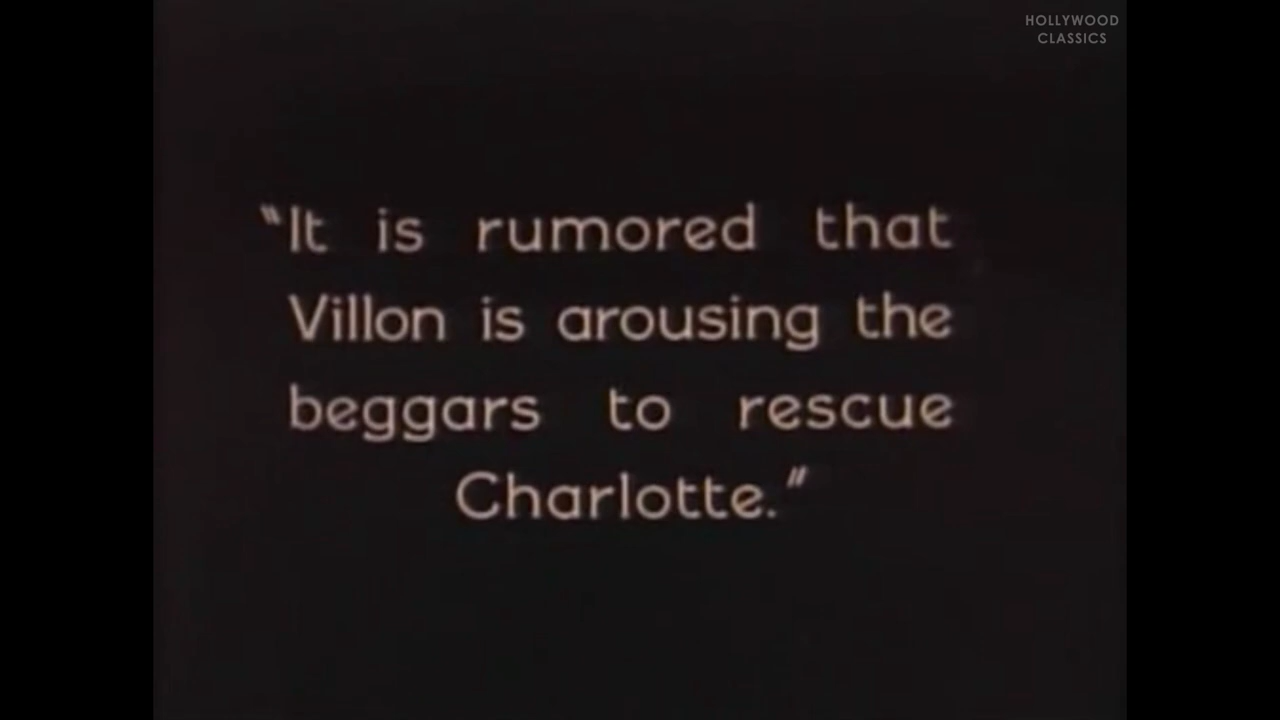 HOLLYWOOD
CLASSICS
"It is rumored that
Villon is arousing the
beggars to rescue
Charlotte."